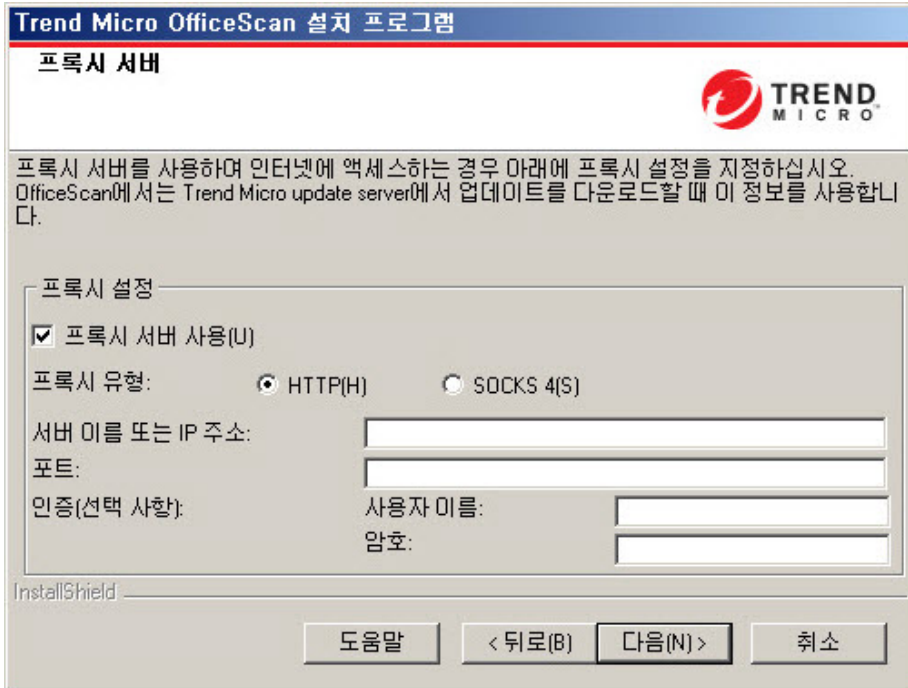 Trend Micro OfficeScan 설치 프로그램
프록시 서버
TREND
MICRO
프록시 서버를 사용하여 인터넷에 액세스하는 경우 아래에 프록시 설정을 지정하십시오.
OfficeScan에서는 Trend Micro update server에서 업데이트를 다운로드할 때 이 정보를 사용합니
다.
프록시 설정
프록시 서버 사용(U)
프록시 유형: HTTP(H) SOCKS 4(S)
서버 이름 또는 IP 주소:
포트:
인증(선택 사항): 사용자 이름:
암호:
InstallShield
도움말 < 뒤로(B) 다음(N) > 취소